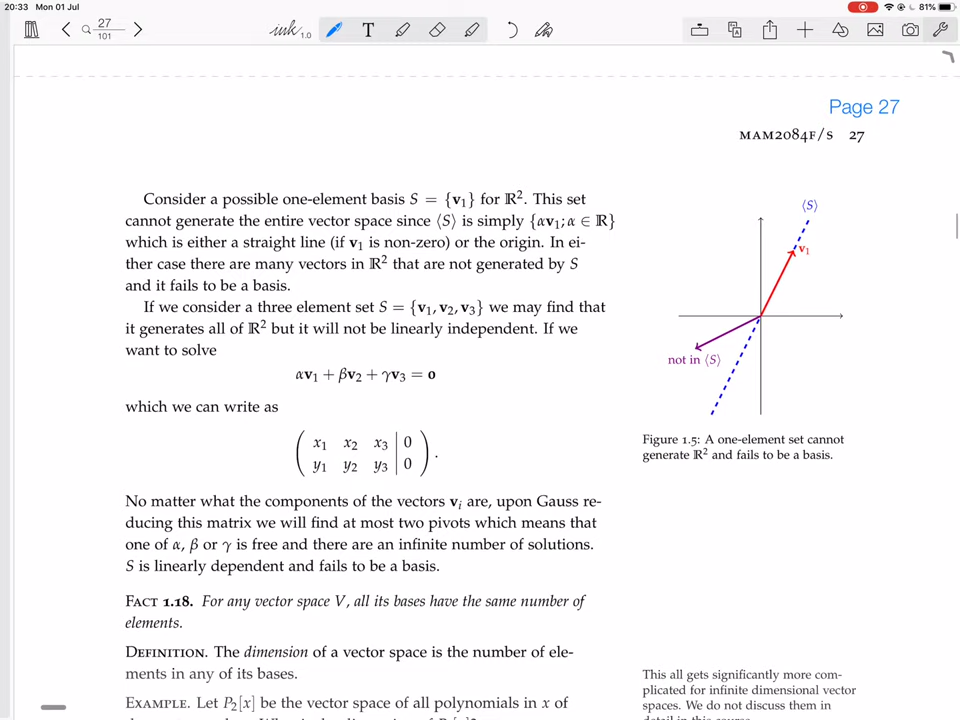 20:33 Mon 01 Jul
81%
27
101
ink 1.0
T
Page 27
MAM2084F/S 27
Consider a possible one-element basis S = {v₁} for ℝ². This set
cannot generate the entire vector space since ⟨S⟩ is simply {αv₁; α ∈ ℝ}
which is either a straight line (if v₁ is non-zero) or the origin. In ei-
ther case there are many vectors in ℝ² that are not generated by S
and it fails to be a basis.
If we consider a three element set S = {v₁, v₂, v₃} we may find that
it generates all of ℝ² but it will not be linearly independent. If we
want to solve
αv₁ + βv₂ + γv₃ = 0
which we can write as
( x₁ x₂ x₃ | 0
y₁ y₂ y₃ | 0 ) .
No matter what the components of the vectors vᵢ are, upon Gauss re-
ducing this matrix we will find at most two pivots which means that
one of α, β or γ is free and there are an infinite number of solutions.
S is linearly dependent and fails to be a basis.
FACT 1.18. For any vector space V, all its bases have the same number of
elements.
DEFINITION. The dimension of a vector space is the number of ele-
ments in any of its bases.
EXAMPLE. Let P₂[x] be the vector space of all polynomials in x of
⟨S⟩
v₁
not in ⟨S⟩
Figure 1.5: A one-element set cannot
generate ℝ² and fails to be a basis.
This all gets significantly more com-
plicated for infinite dimensional vector
spaces. We do not discuss them in
detail in this course